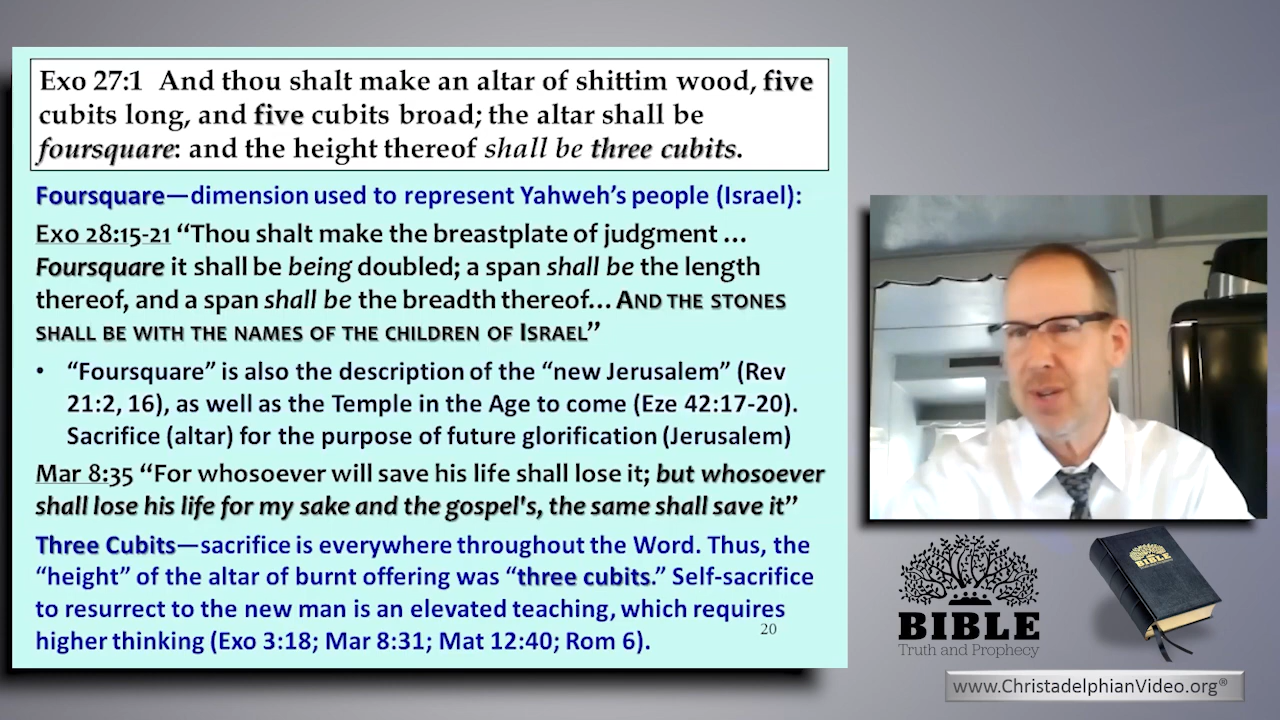 Exo 27:1 And thou shalt make an altar of shittim wood, five
cubits long, and five cubits broad; the altar shall be
foursquare: and the height thereof shall be three cubits.
Foursquare—dimension used to represent Yahweh's people (Israel):
Exo 28:15-21 “Thou shalt make the breastplate of judgment …
Foursquare it shall be being doubled; a span shall be the length
thereof, and a span shall be the breadth thereof… AND THE STONES
SHALL BE WITH THE NAMES OF THE CHILDREN OF ISRAEL”
• “Foursquare” is also the description of the “new Jerusalem” (Rev
21:2, 16), as well as the Temple in the Age to come (Eze 42:17-20).
Sacrifice (altar) for the purpose of future glorification (Jerusalem)
Mar 8:35 “For whosoever will save his life shall lose it; but whosoever
shall lose his life for my sake and the gospel's, the same shall save it”
Three Cubits—sacrifice is everywhere throughout the Word. Thus, the
“height” of the altar of burnt offering was “three cubits.” Self-sacrifice
to resurrect to the new man is an elevated teaching, which requires
higher thinking (Exo 3:18; Mar 8:31; Mat 12:40; Rom 6).
20
BIBLE
Truth and Prophecy
BIBLE
www.ChristadelphianVideo.org®